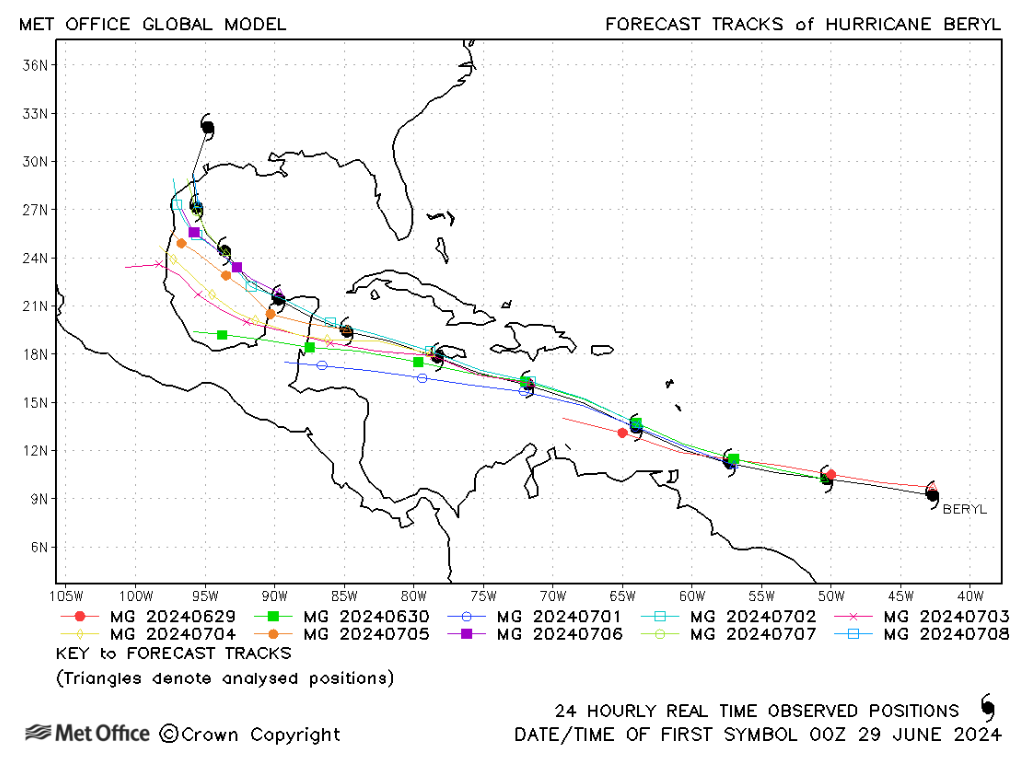 MET OFFICE GLOBAL MODEL
FORECAST TRACKS of HURRICANE BERYL
36N
33N
30N
27N
24N
21N
18N
15N
12N
9N
6N
BERYL
105W 100W 95W 90W 85W 80W 75W 70W 65W 60W 55W 50W 45W 40W
MG 20240629 MG 20240630 MG 20240701 MG 20240702 MG 20240703
MG 20240704 MG 20240705 MG 20240706 MG 20240707 MG 20240708
KEY to FORECAST TRACKS
(Triangles denote analysed positions)
24 HOURLY REAL TIME OBSERVED POSITIONS
Met Office ©Crown Copyright
DATE/TIME OF FIRST SYMBOL 00Z 29 JUNE 2024